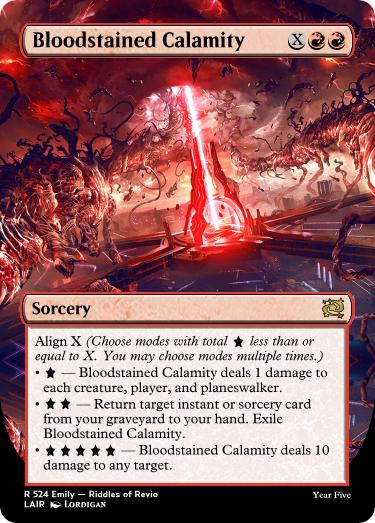 Bloodstained Calamity X
Sorcery
Align X (Choose modes with total ★ less than or
equal to X. You may choose modes multiple times.)
• ★ — Bloodstained Calamity deals 1 damage to
each creature, player, and planeswalker.
• ★ ★ — Return target instant or sorcery card
from your graveyard to your hand. Exile
Bloodstained Calamity.
• ★ ★ ★ ★ ★ — Bloodstained Calamity deals 10
damage to any target.
R 524 Emily — Riddles of Revio
Year Five
LAIR Lordigan